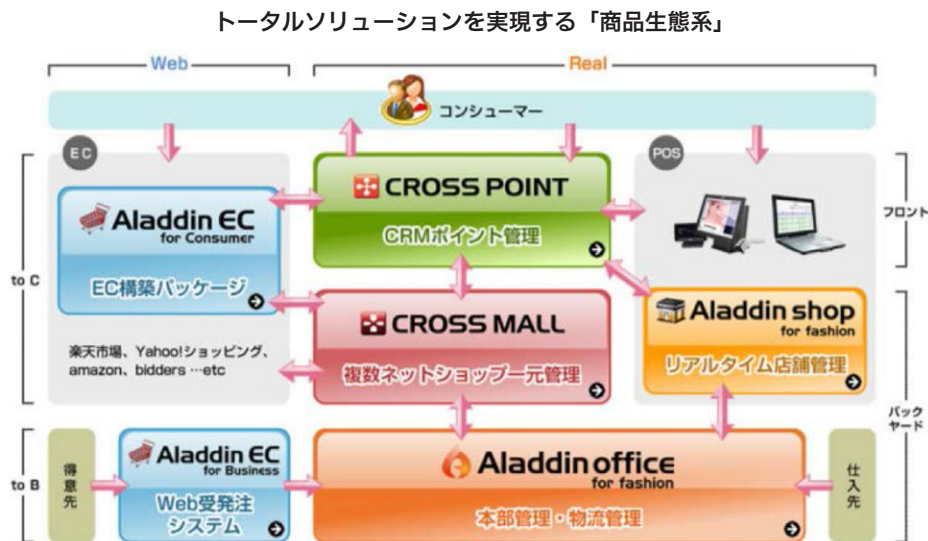 トータルソリューションを実現する「商品生態系」
Web
Real
コンシューマー
EC
POS
CROSS POINT
CRMポイント管理
Aladdin EC
for Consumer
EC構築パッケージ
フロント
to C
CROSS MALL
複数ネットショップ一元管理
Aladdin shop
for fashion
リアルタイム店舗管理
楽天市場、Yahoo!ショッピング、
amazon、bidders …etc
バック
ヤード
to B
得意先
Aladdin EC
for Business
Web受発注
システム
Aladdin office
for fashion
本部管理・物流管理
仕入先